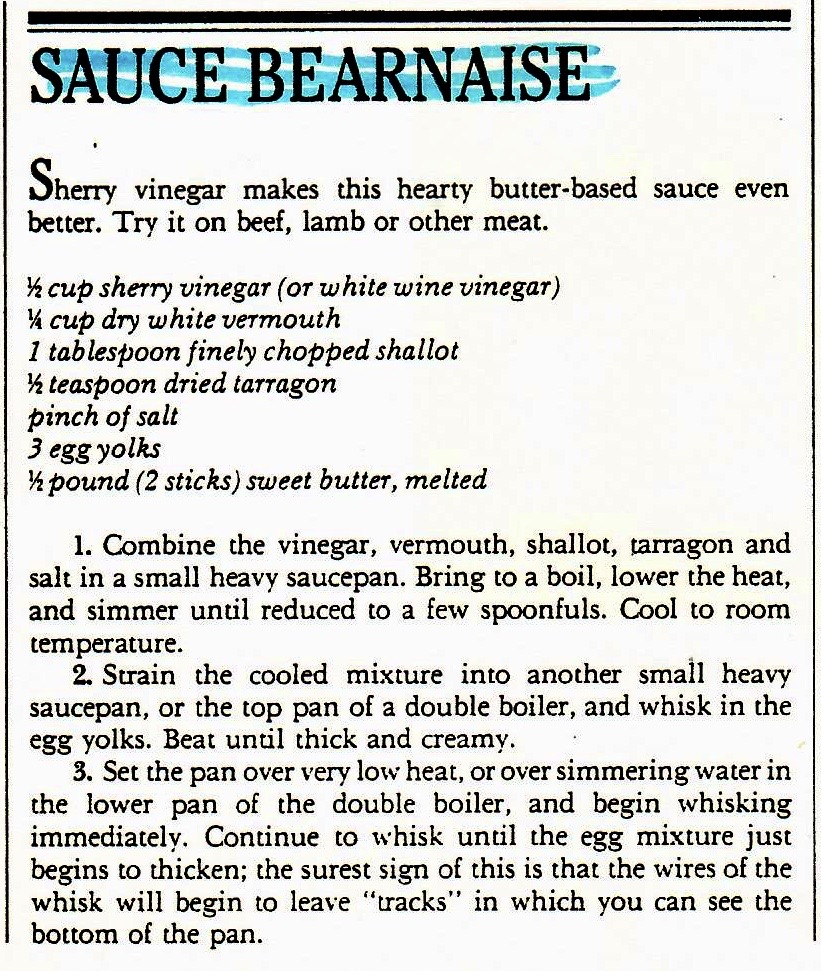 SAUCE BEARNAISE
Sherry vinegar makes this hearty butter-based sauce even
better. Try it on beef, lamb or other meat.
½ cup sherry vinegar (or white wine vinegar)
¼ cup dry white vermouth
1 tablespoon finely chopped shallot
½ teaspoon dried tarragon
pinch of salt
3 egg yolks
½ pound (2 sticks) sweet butter, melted
1. Combine the vinegar, vermouth, shallot, tarragon and
salt in a small heavy saucepan. Bring to a boil, lower the heat,
and simmer until reduced to a few spoonfuls. Cool to room
temperature.
2. Strain the cooled mixture into another small heavy
saucepan, or the top pan of a double boiler, and whisk in the
egg yolks. Beat until thick and creamy.
3. Set the pan over very low heat, or over simmering water in
the lower pan of the double boiler, and begin whisking
immediately. Continue to whisk until the egg mixture just
begins to thicken; the surest sign of this is that the wires of the
whisk will begin to leave "tracks" in which you can see the
bottom of the pan.